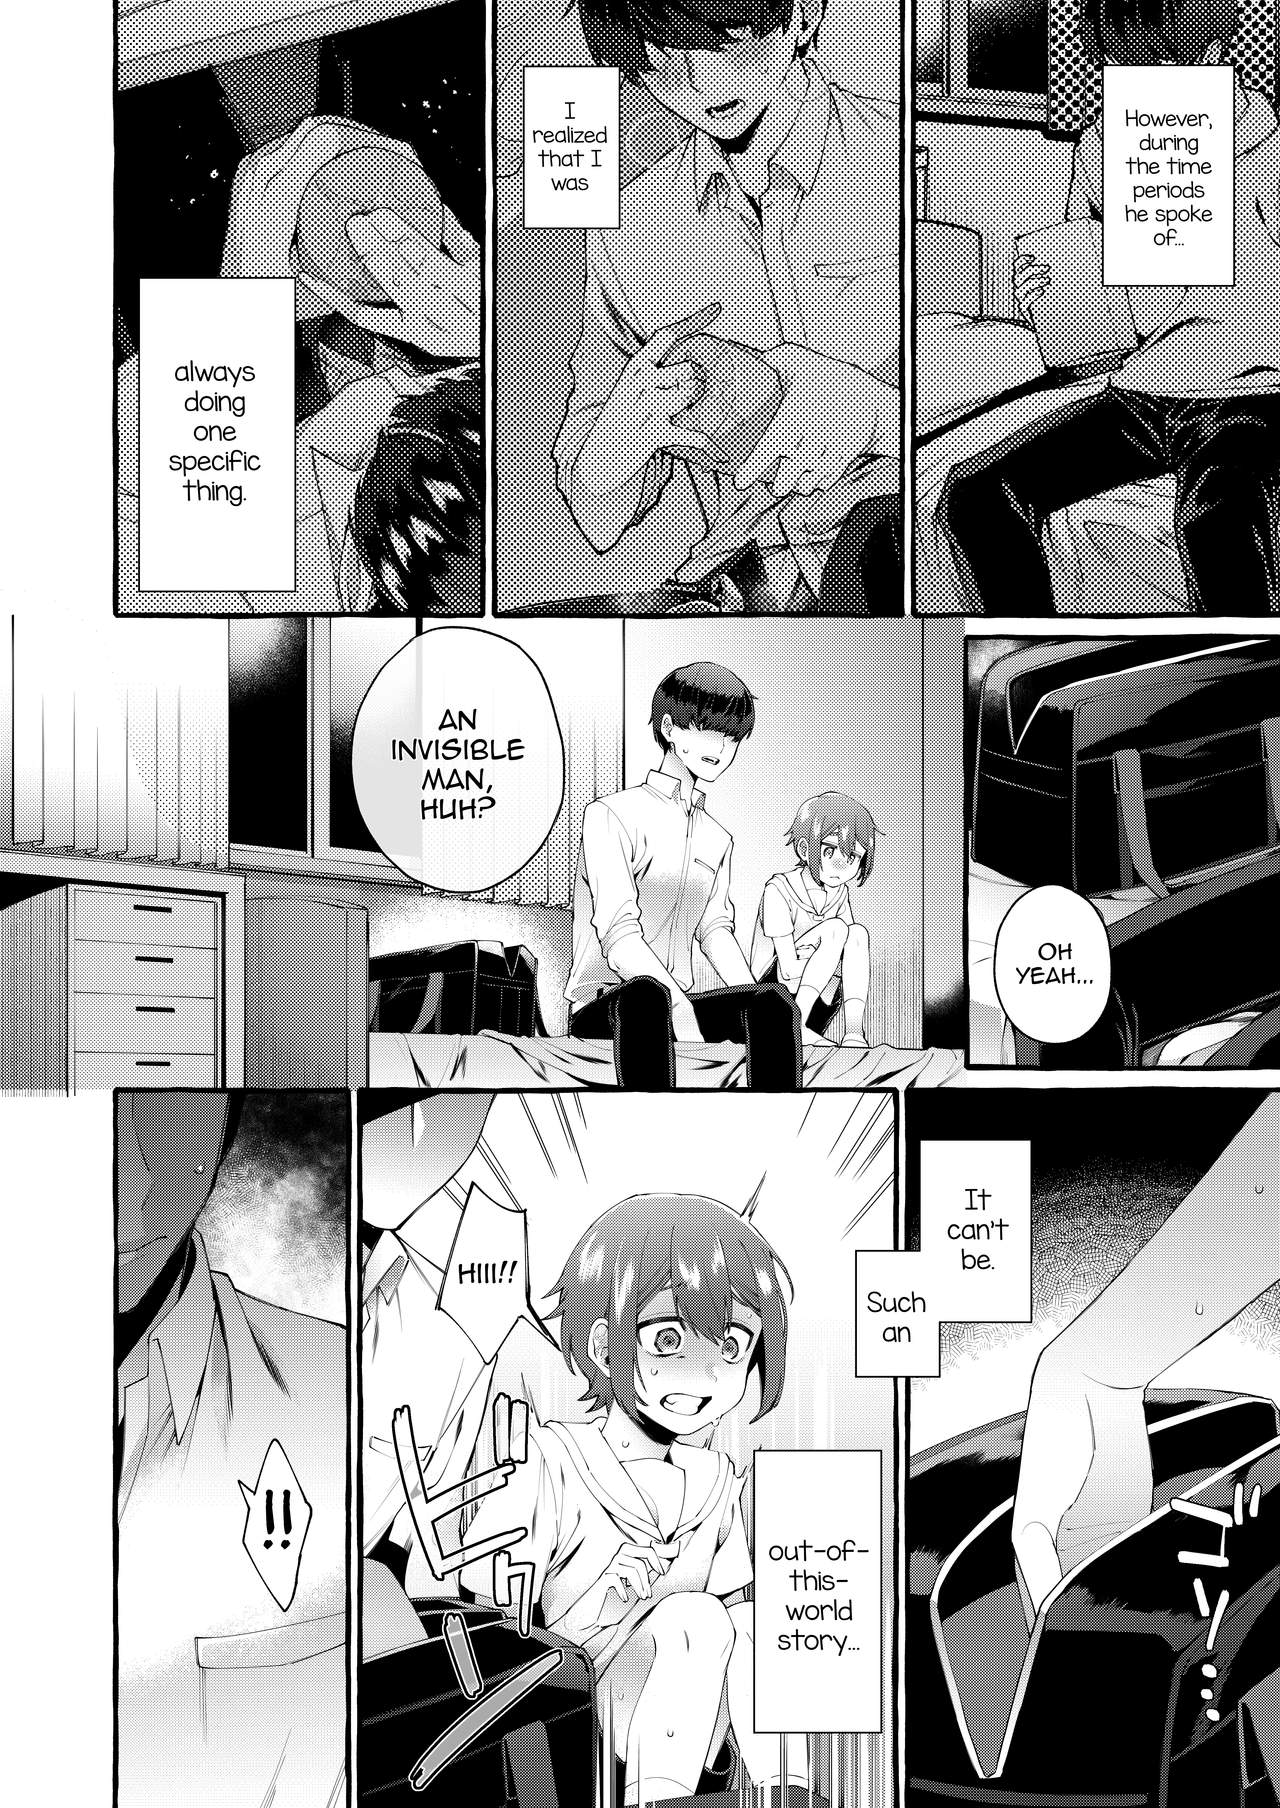 However,
during
the time
periods
he spoke
of...
I
realized
that I
was
always
doing
one
specific
thing.
OH
YEAH...
AN
INVISIBLE
MAN,
HUH?
It
can't
be.
Such
an
out-of-
this-
world
story...
HIII!!
!!